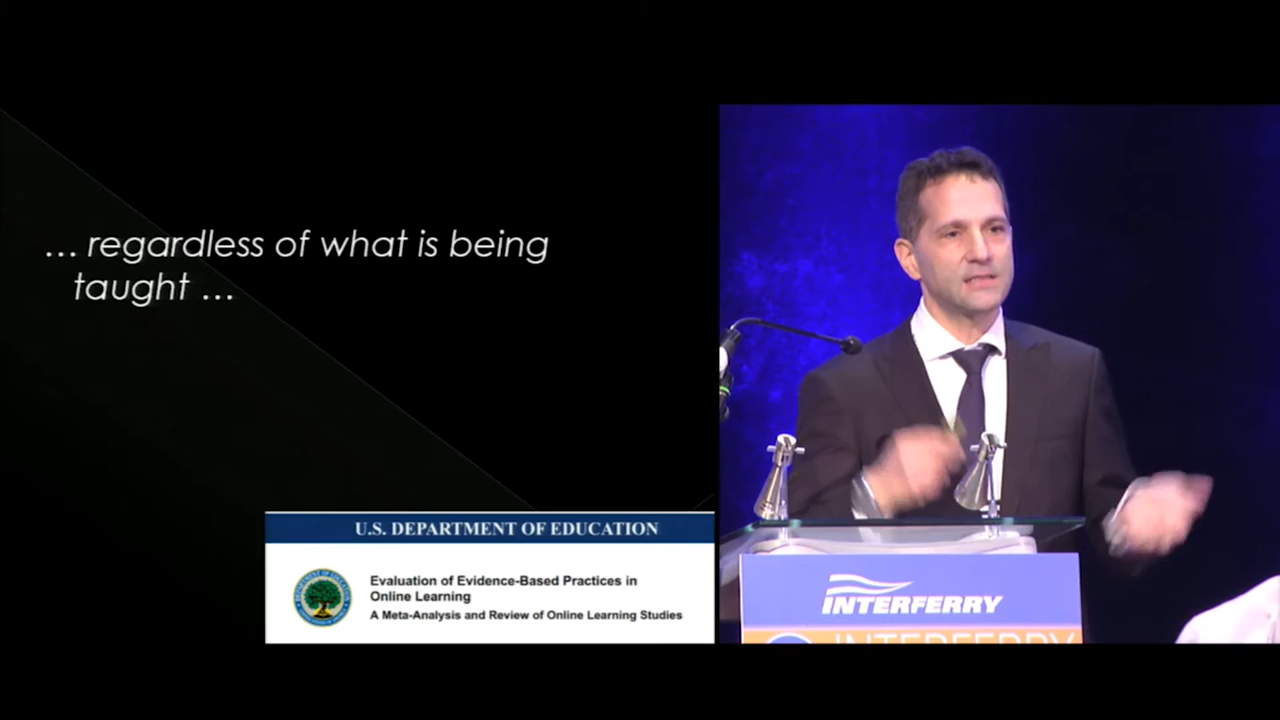 ... regardless of what is being
taught ...
U.S. DEPARTMENT OF EDUCATION
Evaluation of Evidence-Based Practices in
Online Learning
A Meta-Analysis and Review of Online Learning Studies
INTERFERRY
INTERFERRY